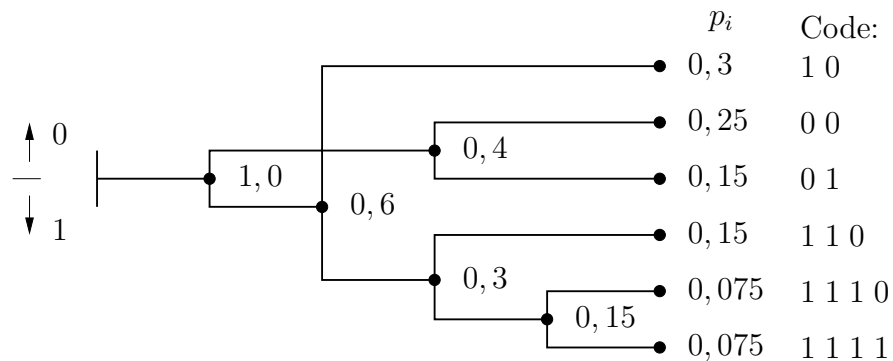 p_i Code:
0, 3 1 0
0, 25 0 0
0
0, 4
1, 0
0, 15 0 1
0, 6
1
0, 15 1 1 0
0, 3
0, 075 1 1 1 0
0, 15
0, 075 1 1 1 1